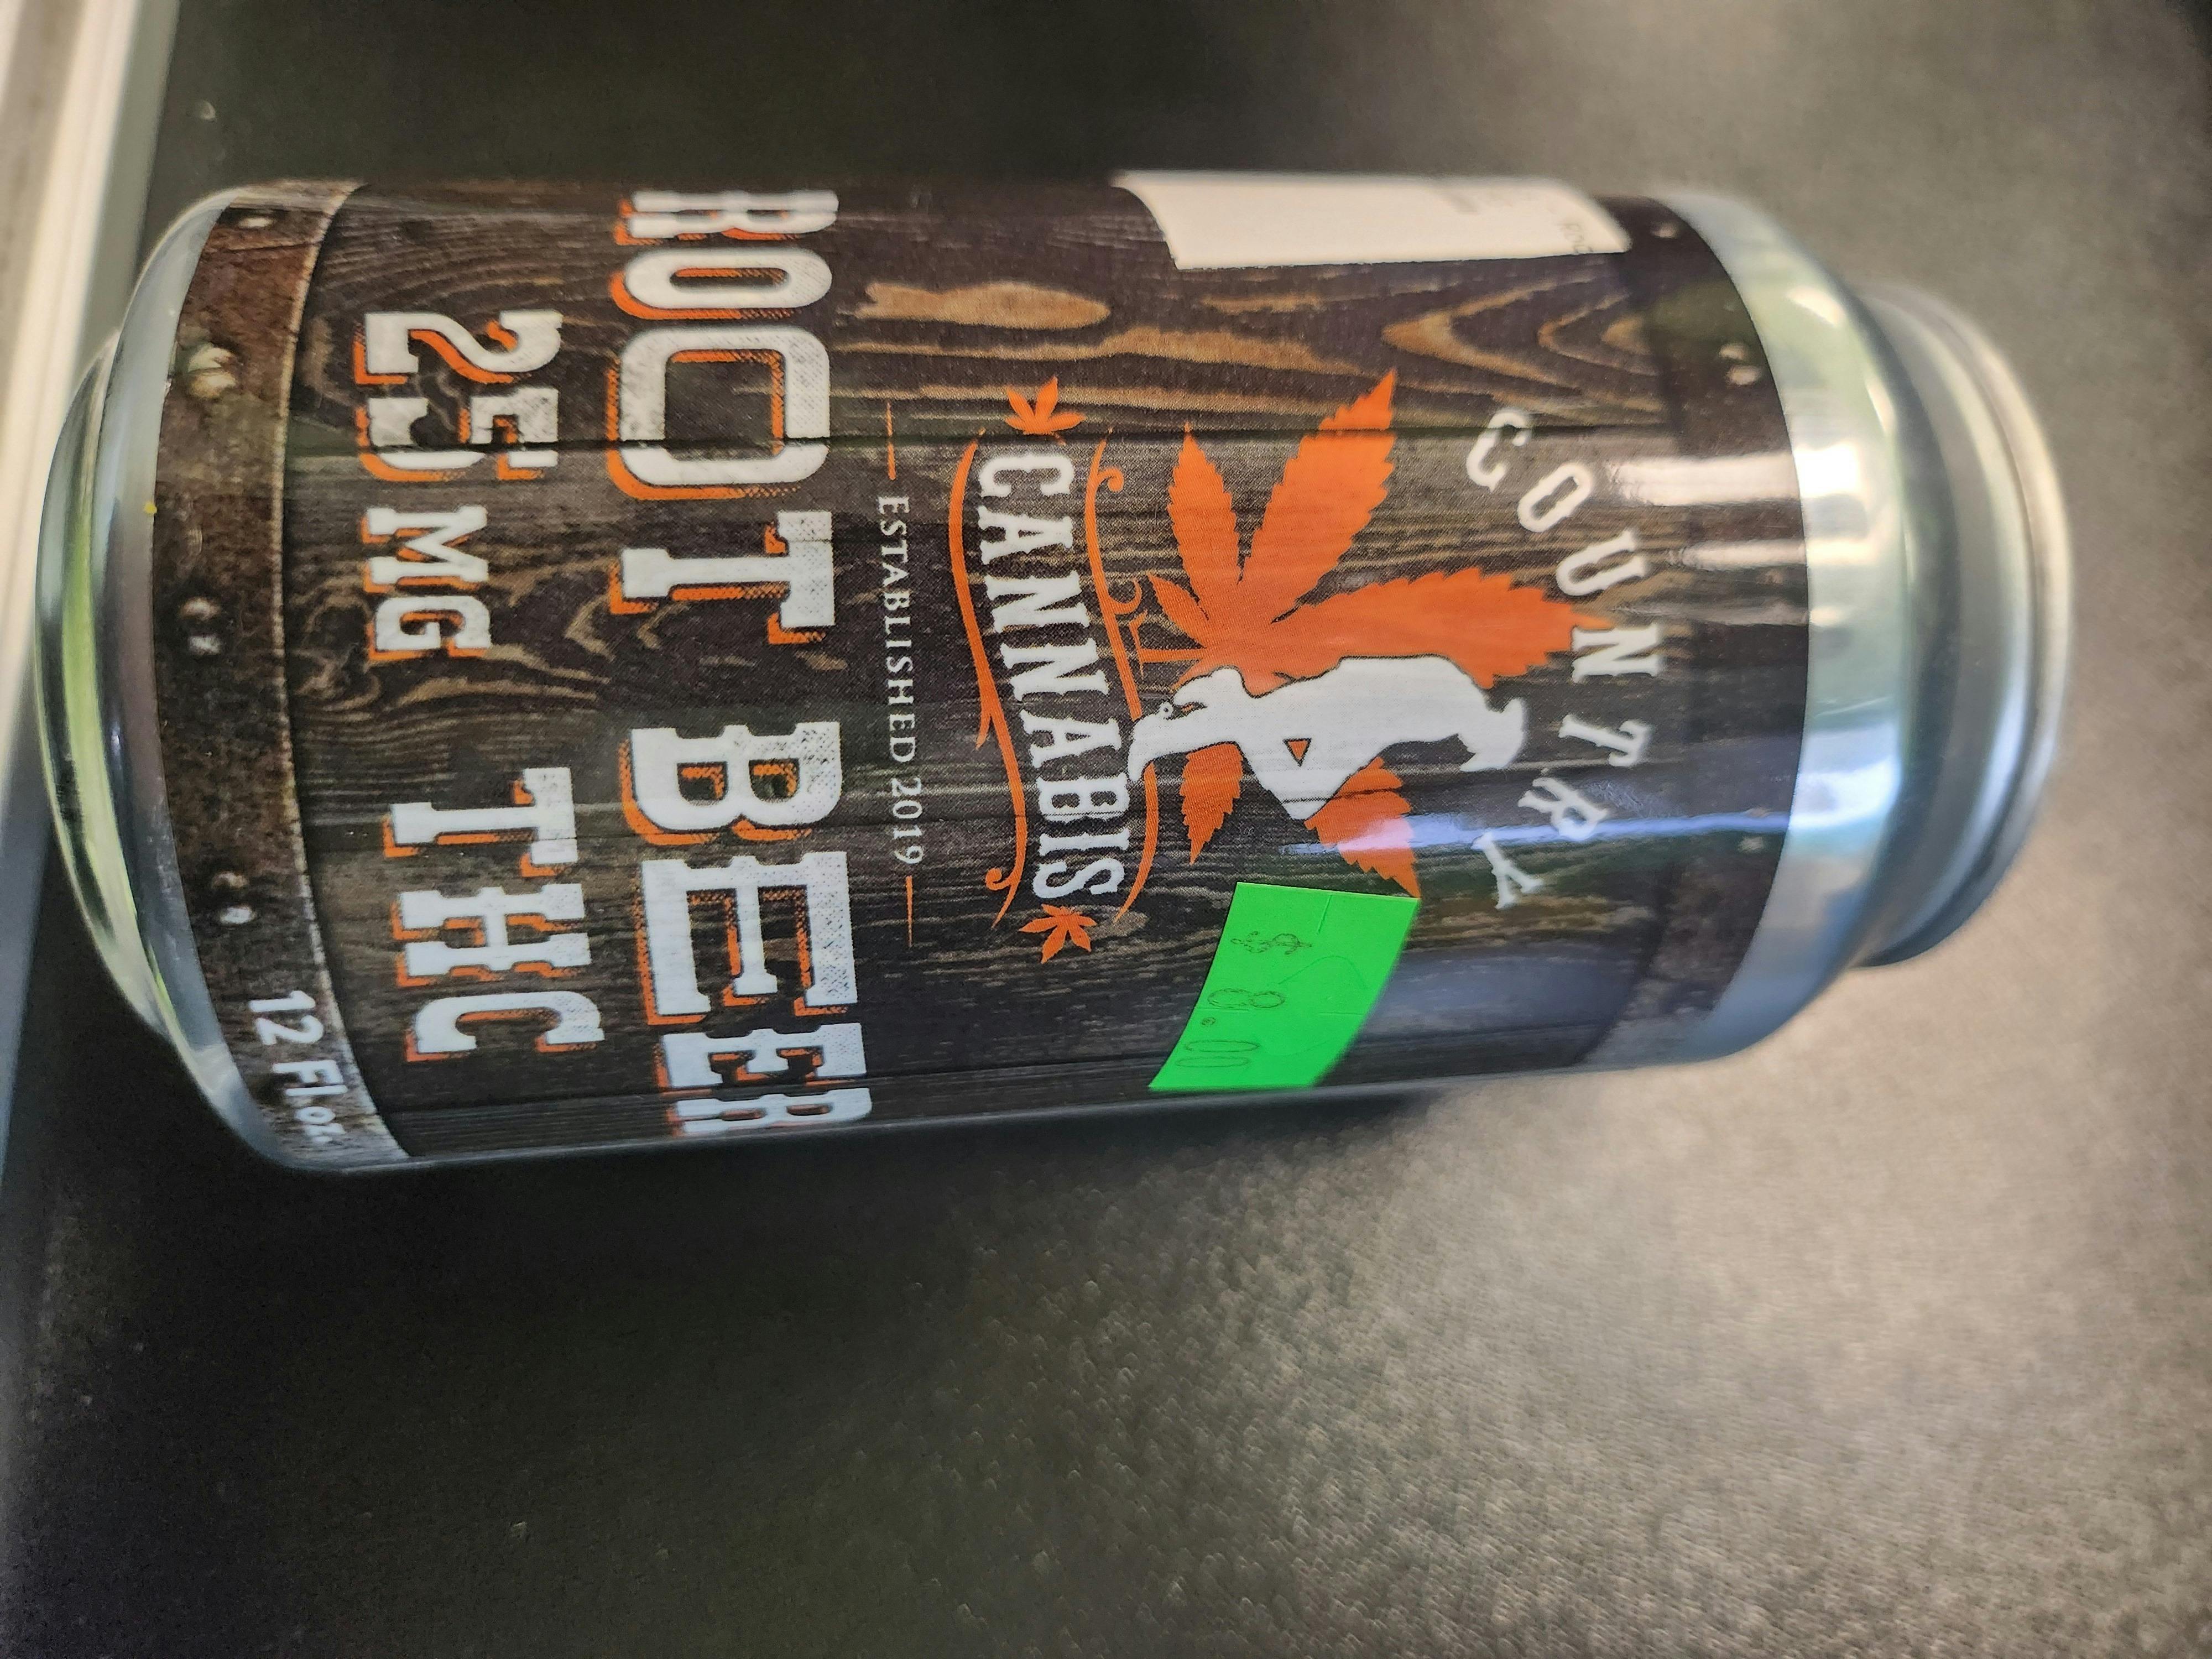 COUNTRY
CANNABIS
ESTABLISHED 2019
$8.00
ROOT BEER
25 MG THC
12 Fl.oz.